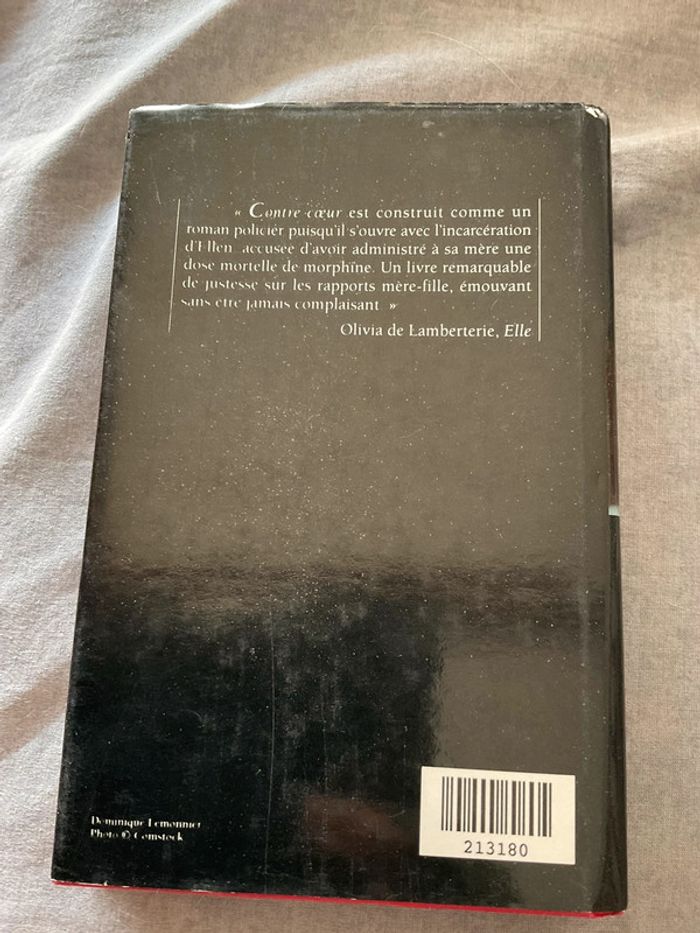 « Contre cœur est construit comme un
roman policier puisqu'il s'ouvre avec l'incarcération
d'Ellen, accusée d'avoir administré à sa mère une
dose mortelle de morphine. Un livre remarquable
de justesse sur les rapports mère-fille, émouvant
sans être jamais complaisant. »
Olivia de Lamberterie, Elle
Dominique Lemonnier
Photo © Comstock
213180